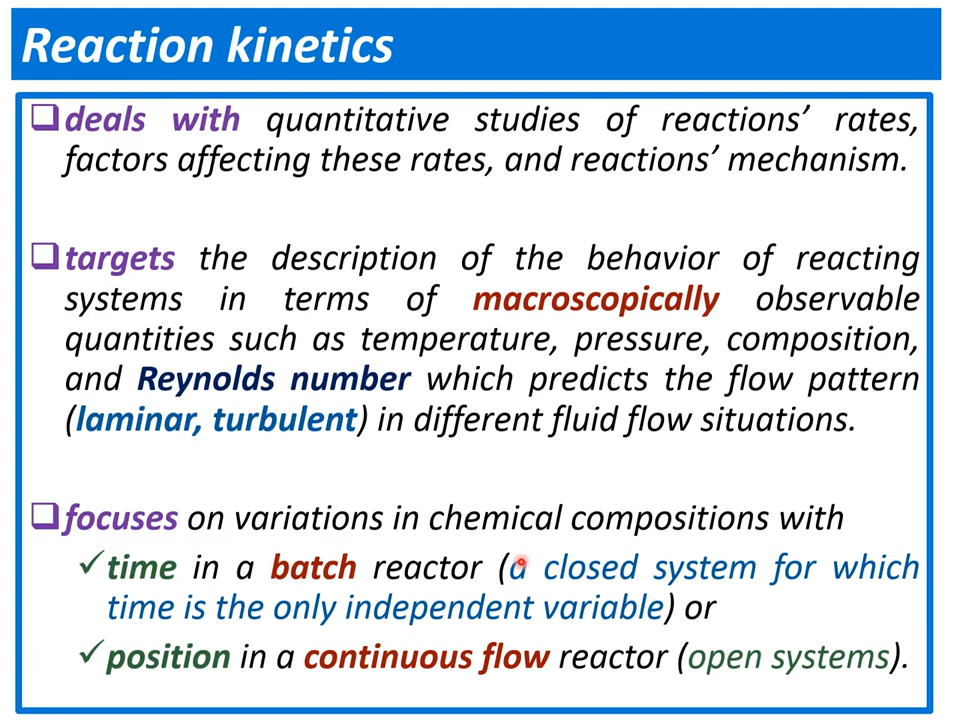 Reaction kinetics
deals with quantitative studies of reactions’ rates,
factors affecting these rates, and reactions’ mechanism.
targets the description of the behavior of reacting
systems in terms of macroscopically observable
quantities such as temperature, pressure, composition,
and Reynolds number which predicts the flow pattern
(laminar, turbulent) in different fluid flow situations.
focuses on variations in chemical compositions with
time in a batch reactor (a closed system for which
time is the only independent variable) or
position in a continuous flow reactor (open systems).